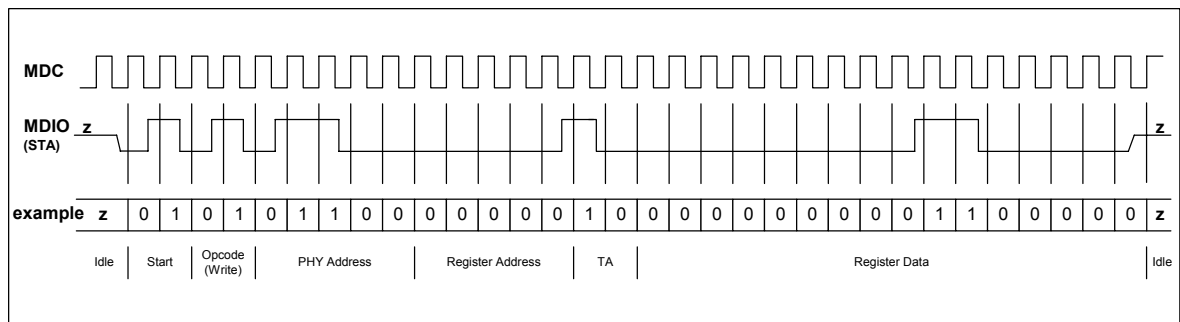 MDC
MDIO z z
(STA)
example z 0 1 0 1 0 1 1 0 0 0 0 0 0 0 1 0 0 0 0 0 0 0 0 0 0 1 1 0 0 0 0 0 z
Idle Start Opcode (Write) PHY Address Register Address TA Register Data Idle